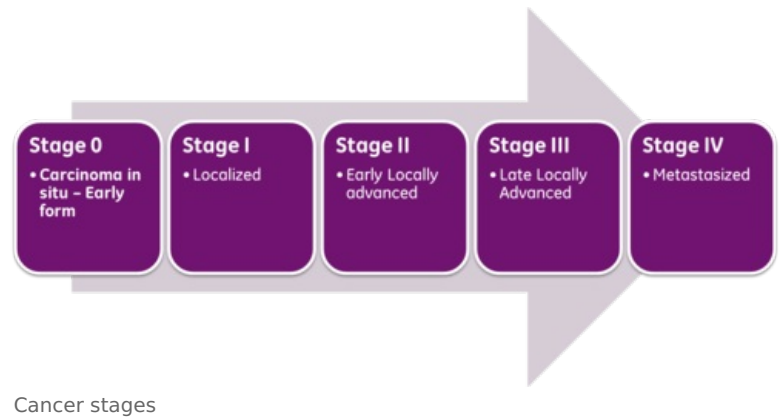 Stage 0
• Carcinoma in
situ – Early
form
Stage I
• Localized
Stage II
• Early Locally
advanced
Stage III
• Late Locally
Advanced
Stage IV
• Metastasized
Cancer stages